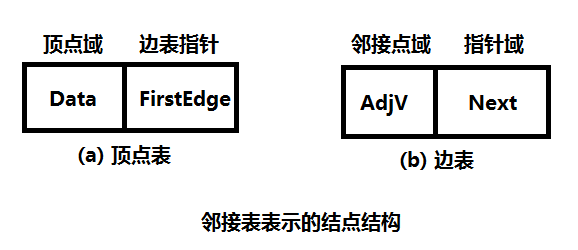 顶点域 边表指针 邻接点域 指针域
Data FirstEdge AdjV Next
(a) 顶点表 (b) 边表
邻接表表示的结点结构